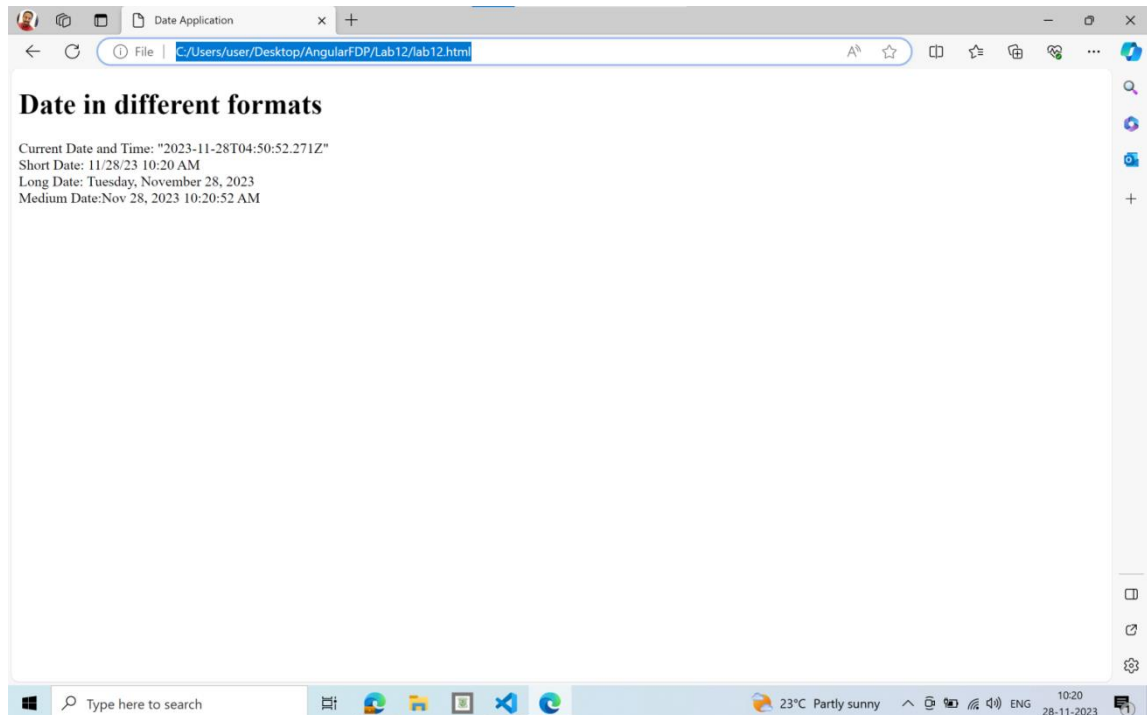 Date Application
File
C:/Users/user/Desktop/AngularFDP/Lab12/lab12.html
Date in different formats
Current Date and Time: "2023-11-28T04:50:52.271Z"
Short Date: 11/28/23 10:20 AM
Long Date: Tuesday, November 28, 2023
Medium Date:Nov 28, 2023 10:20:52 AM
Type here to search
23°C Partly sunny
ENG
10:20
28-11-2023